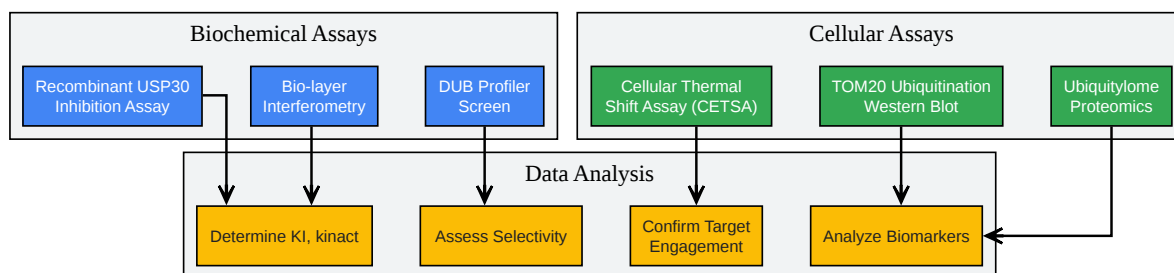 Biochemical Assays
Cellular Assays
Recombinant USP30
Inhibition Assay
Bio-layer
Interferometry
DUB Profiler
Screen
Cellular Thermal
Shift Assay (CETSA)
TOM20 Ubiquitination
Western Blot
Ubiquitylome
Proteomics
Data Analysis
Determine KI, kinact
Assess Selectivity
Confirm Target
Engagement
Analyze Biomarkers